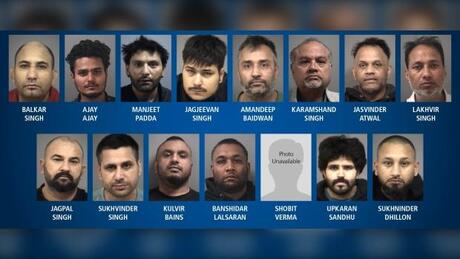 BALKAR
SINGH
AJAY
AJAY
MANJEET
PADDA
JAGJEEVAN
SINGH
AMANDEEP
BAIDWAN
KARAMSHAND
SINGH
JASVINDER
ATWAL
LAKHVIR
SINGH
JAGPAL
SINGH
SUKHVINDER
SINGH
KULVIR
BAINS
BANSHIDAR
LALSARAN
Photo
Unavailable
SHOBIT
VERMA
UPKARAN
SANDHU
SUKHNINDER
DHILLON